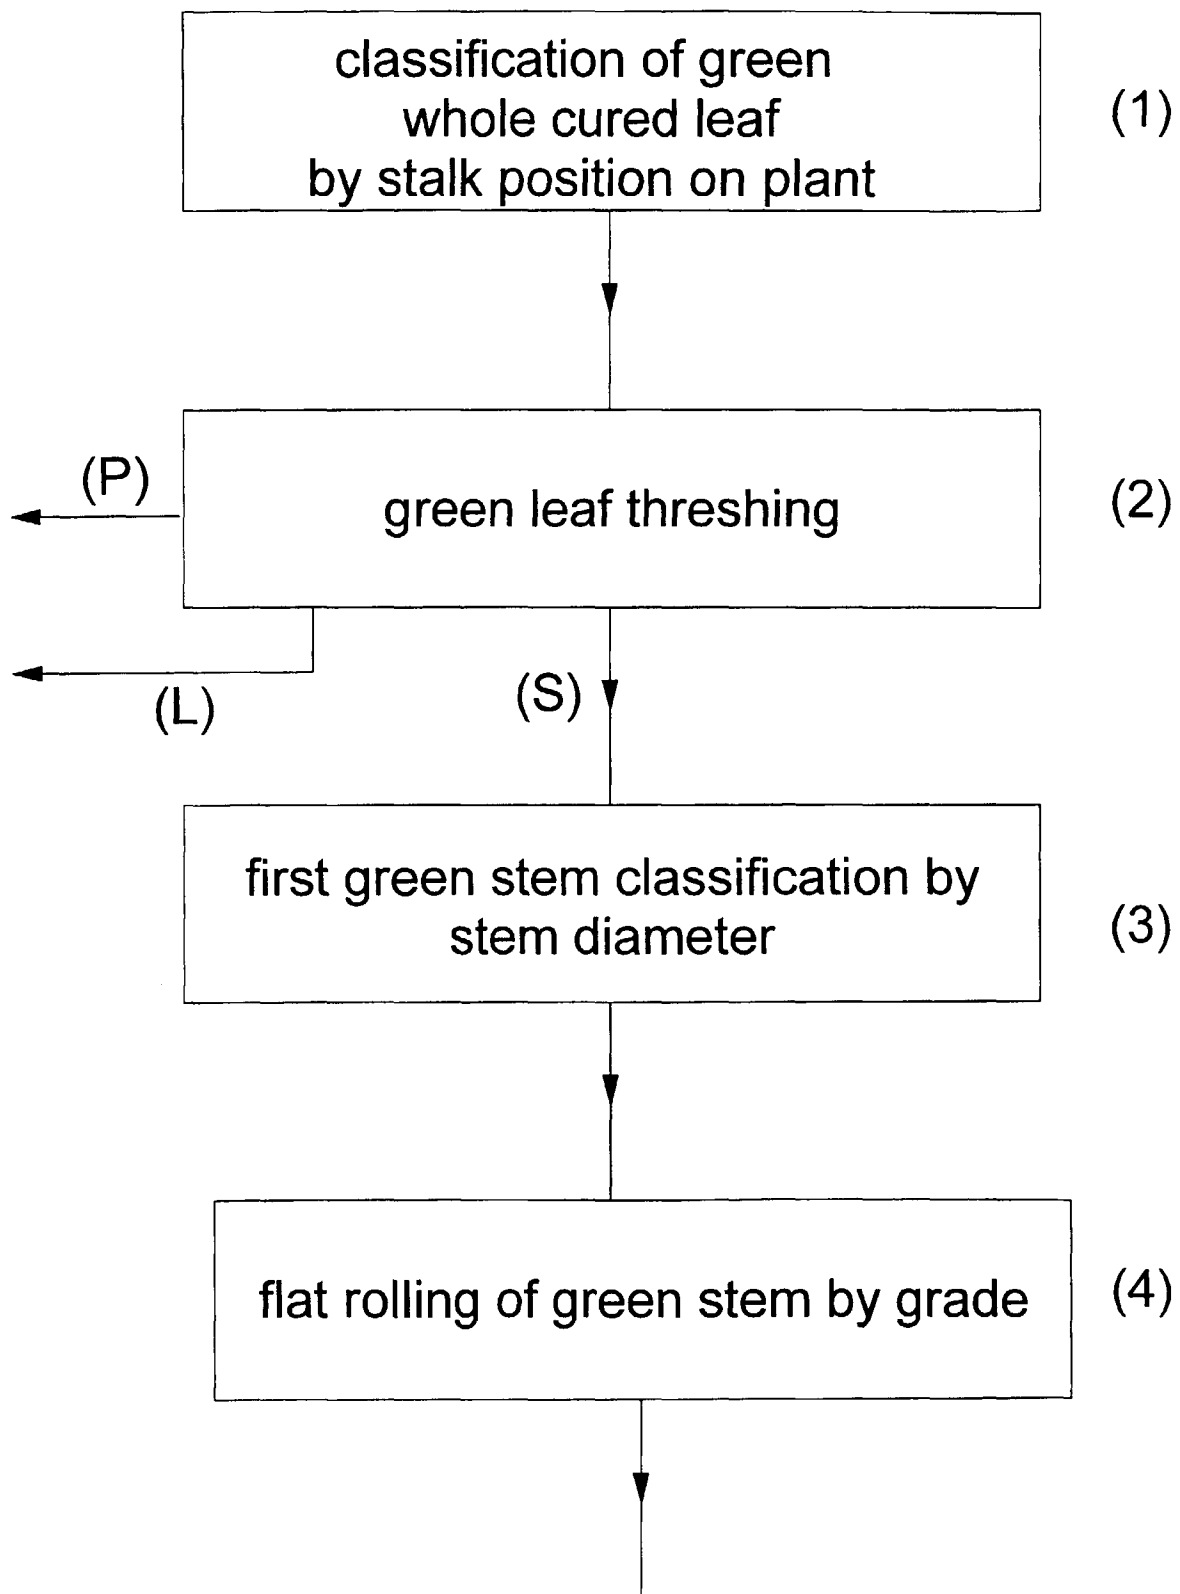 classification of green
whole cured leaf
by stalk position on plant
(1)
(P)
green leaf threshing
(2)
(L)
(S)
first green stem classification by
stem diameter
(3)
flat rolling of green stem by grade
(4)